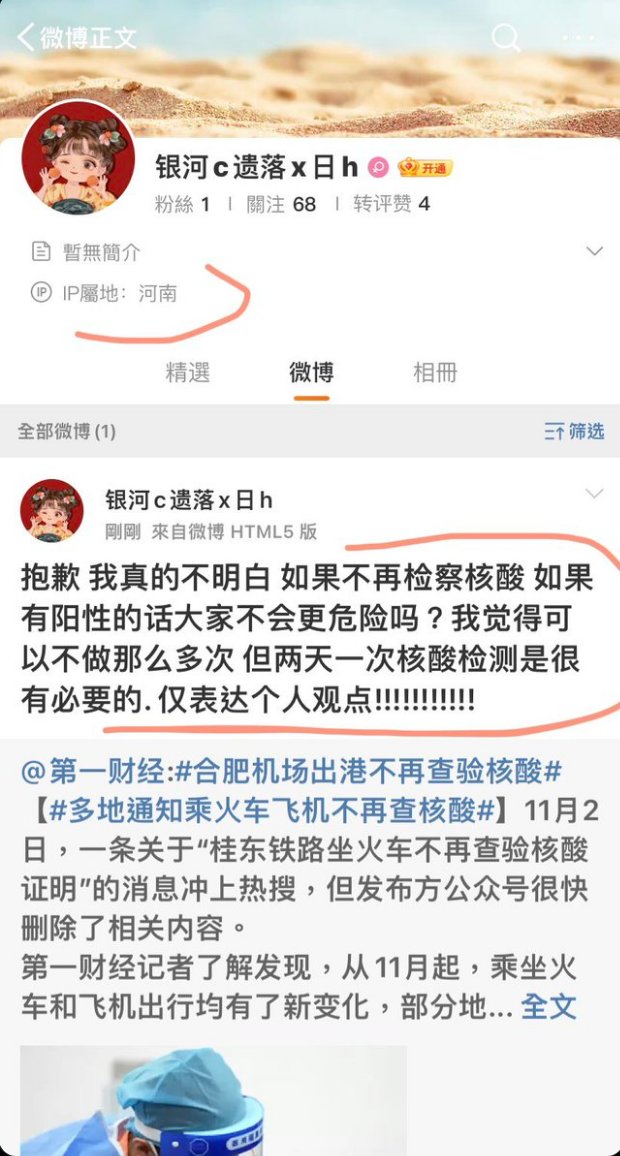 微博正文
银河c遗落x日h 开通
粉絲 1 | 關注 68 | 转评赞 4
暫無簡介
IP IP屬地：河南
精選 微博 相冊
全部微博(1) 筛选
银河c遗落x日h
剛剛 來自微博 HTML5 版
抱歉 我真的不明白 如果不再检察核酸 如果
有阳性的话大家不会更危险吗？我觉得可
以不做那么多次 但两天一次核酸检测是很
有必要的. 仅表达个人观点!!!!!!!!!!!!
@第一财经:#合肥机场出港不再查验核酸#
【#多地通知乘火车飞机不再查核酸#】11月2
日，一条关于“桂东铁路坐火车不再查验核酸
证明”的消息冲上热搜，但发布方公众号很快
删除了相关内容。
第一财经记者了解发现，从11月起，乘坐火
车和飞机出行均有了新变化，部分地... 全文